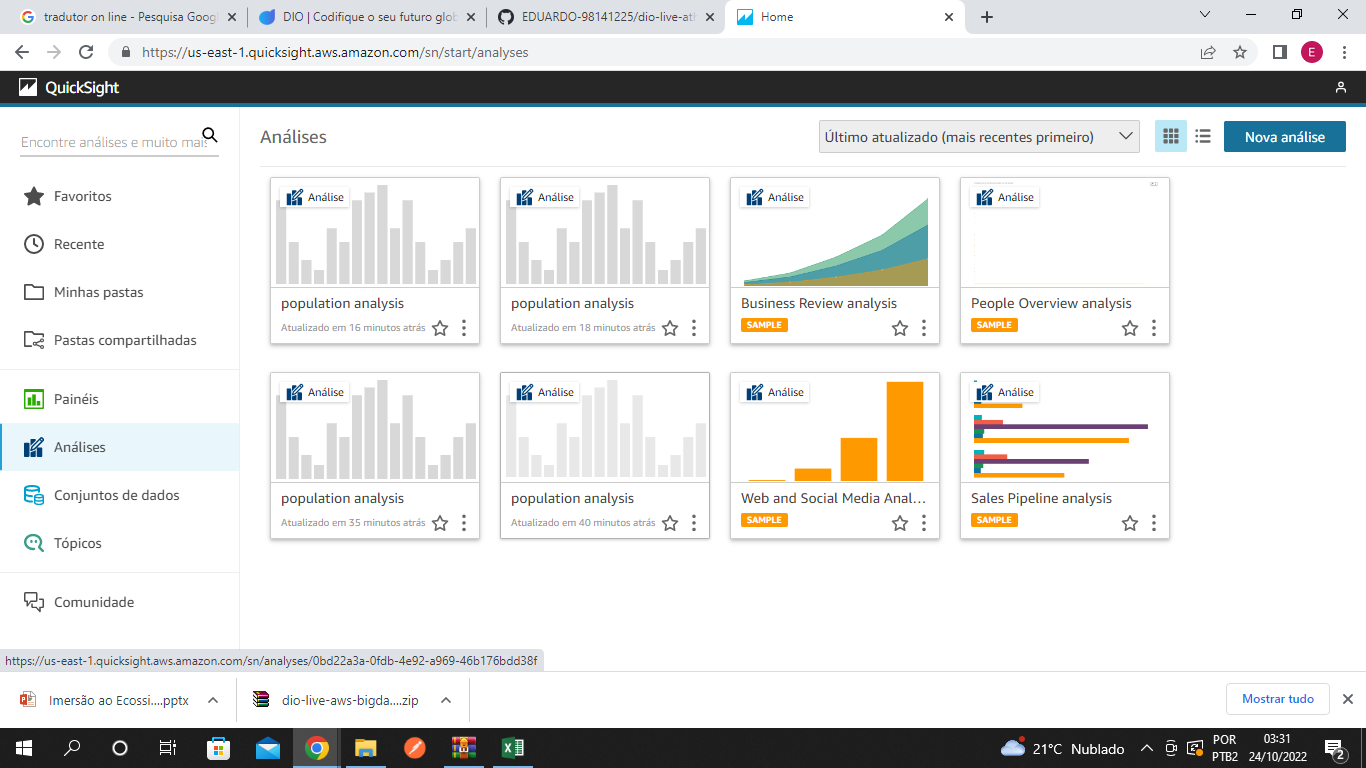 tradutor on line - Pesquisa Goog
DIO | Codifique o seu futuro glob
EDUARDO-98141225/dio-live-ath
Home
https://us-east-1.quicksight.aws.amazon.com/sn/start/analyses
E
QuickSight
Encontre análises e muito mais
Favoritos
Recente
Minhas pastas
Pastas compartilhadas
Painéis
Análises
Conjuntos de dados
Tópicos
Comunidade
Análises
Último atualizado (mais recentes primeiro)
Nova análise
Análise
population analysis
Atualizado em 16 minutos atrás
Análise
population analysis
Atualizado em 18 minutos atrás
Análise
Business Review analysis
SAMPLE
Análise
People Overview analysis
SAMPLE
Análise
population analysis
Atualizado em 35 minutos atrás
Análise
population analysis
Atualizado em 40 minutos atrás
Análise
Web and Social Media Anal...
SAMPLE
Análise
Sales Pipeline analysis
SAMPLE
https://us-east-1.quicksight.aws.amazon.com/sn/analyses/0bd22a3a-0fdb-4e92-a969-46b176bdd38f
Imersão ao Ecossi....pptx
dio-live-aws-bigda....zip
Mostrar tudo
21°C Nublado
POR
PTB2
03:31
24/10/2022
2